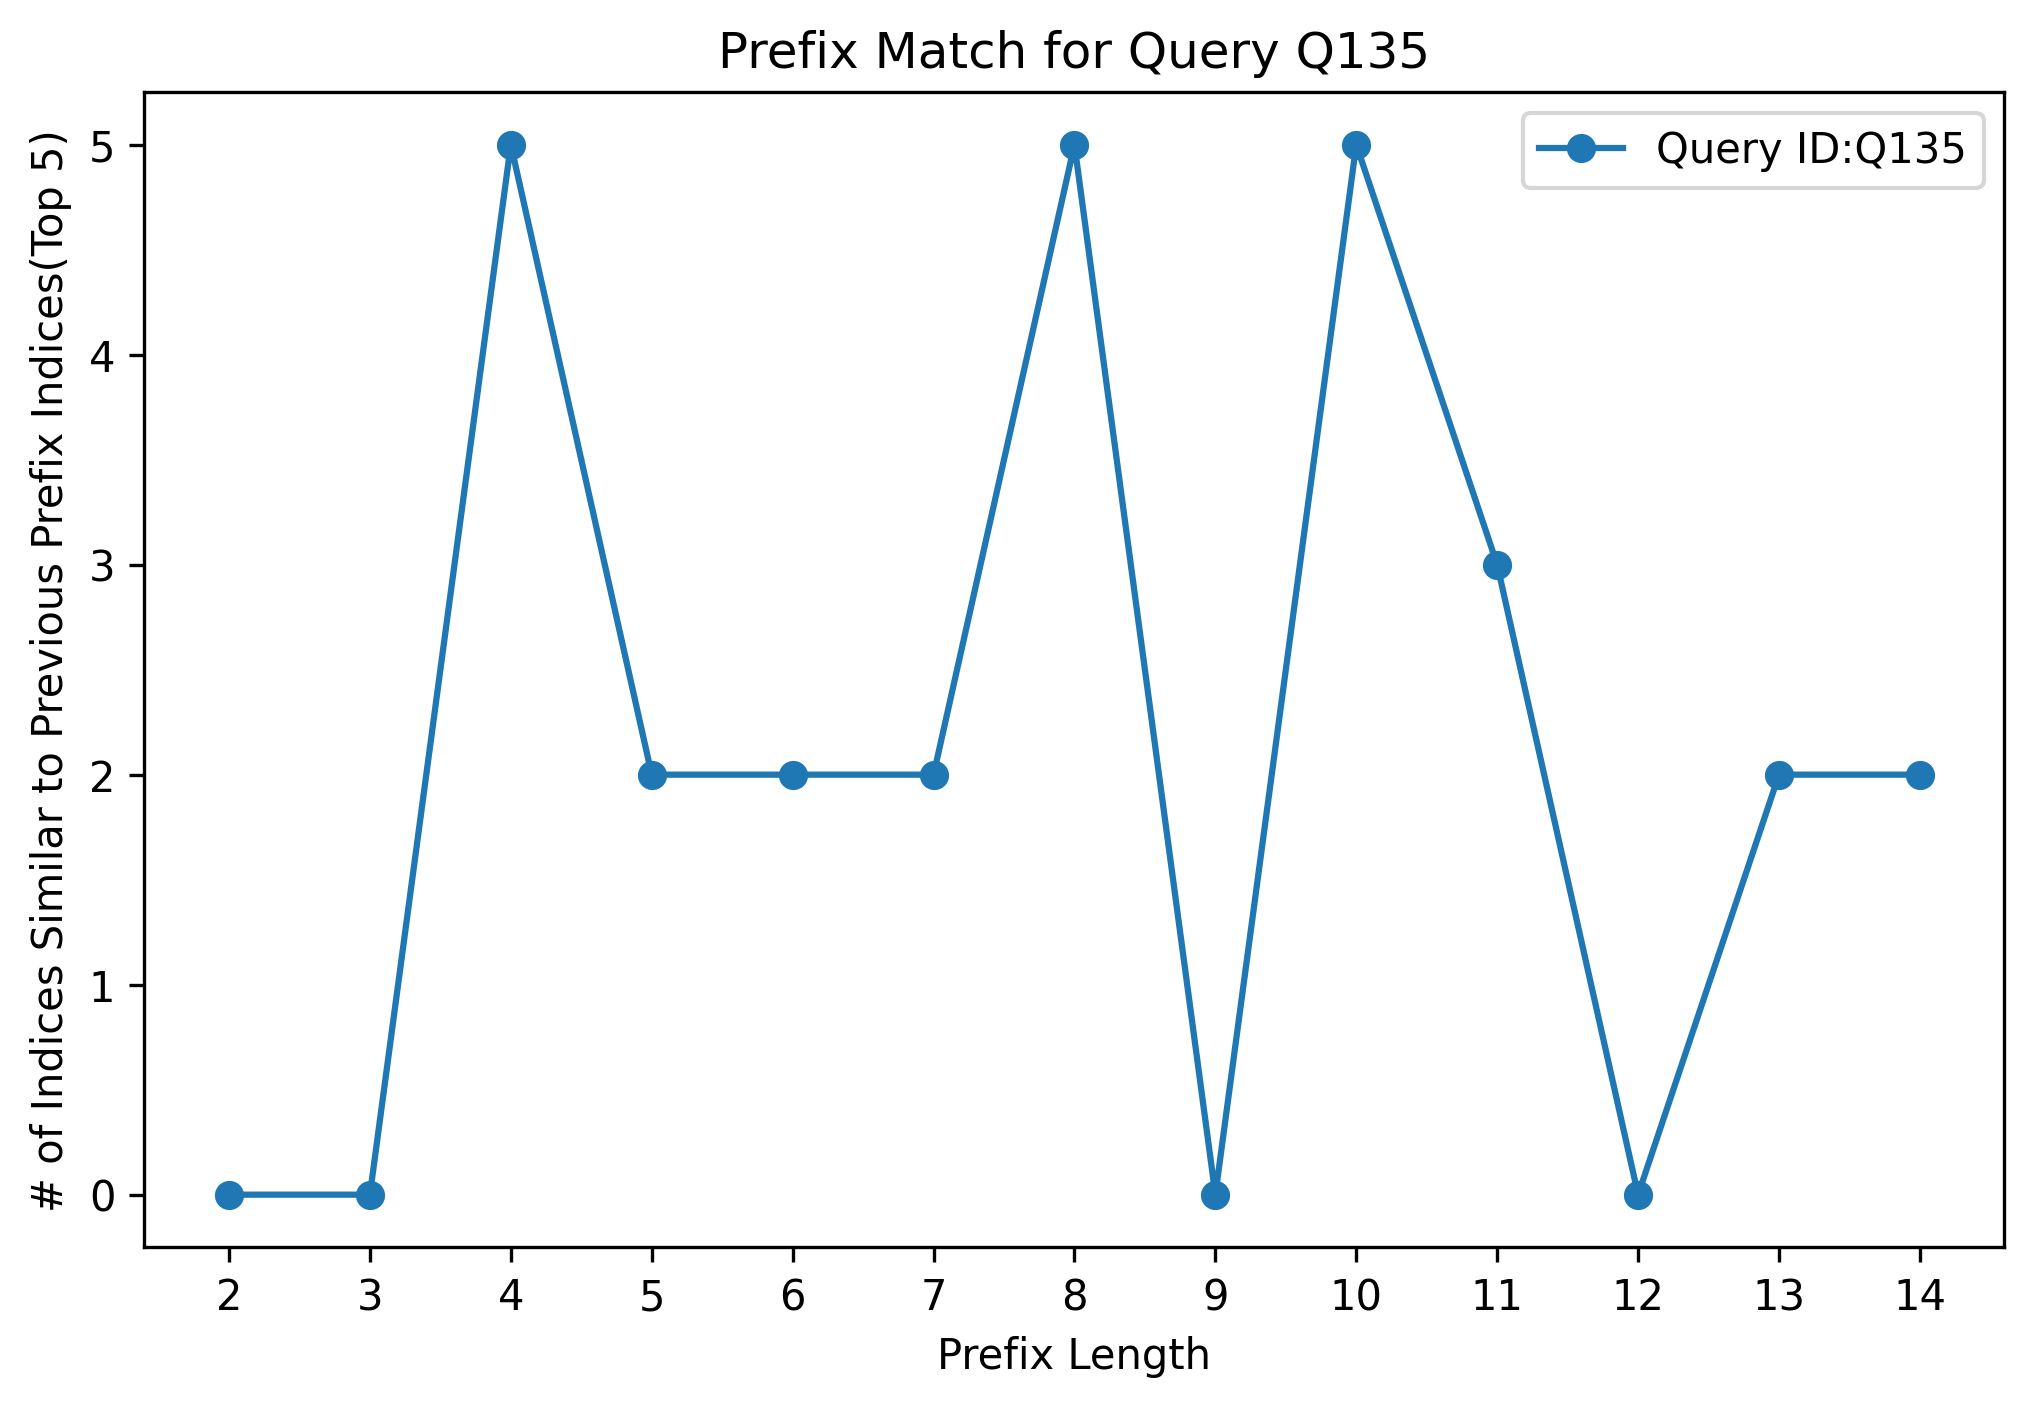 Prefix Match for Query Q135
Query ID:Q135
# of Indices Similar to Previous Prefix Indices(Top 5)
5
4
3
2
1
0
2 3 4 5 6 7 8 9 10 11 12 13 14
Prefix Length